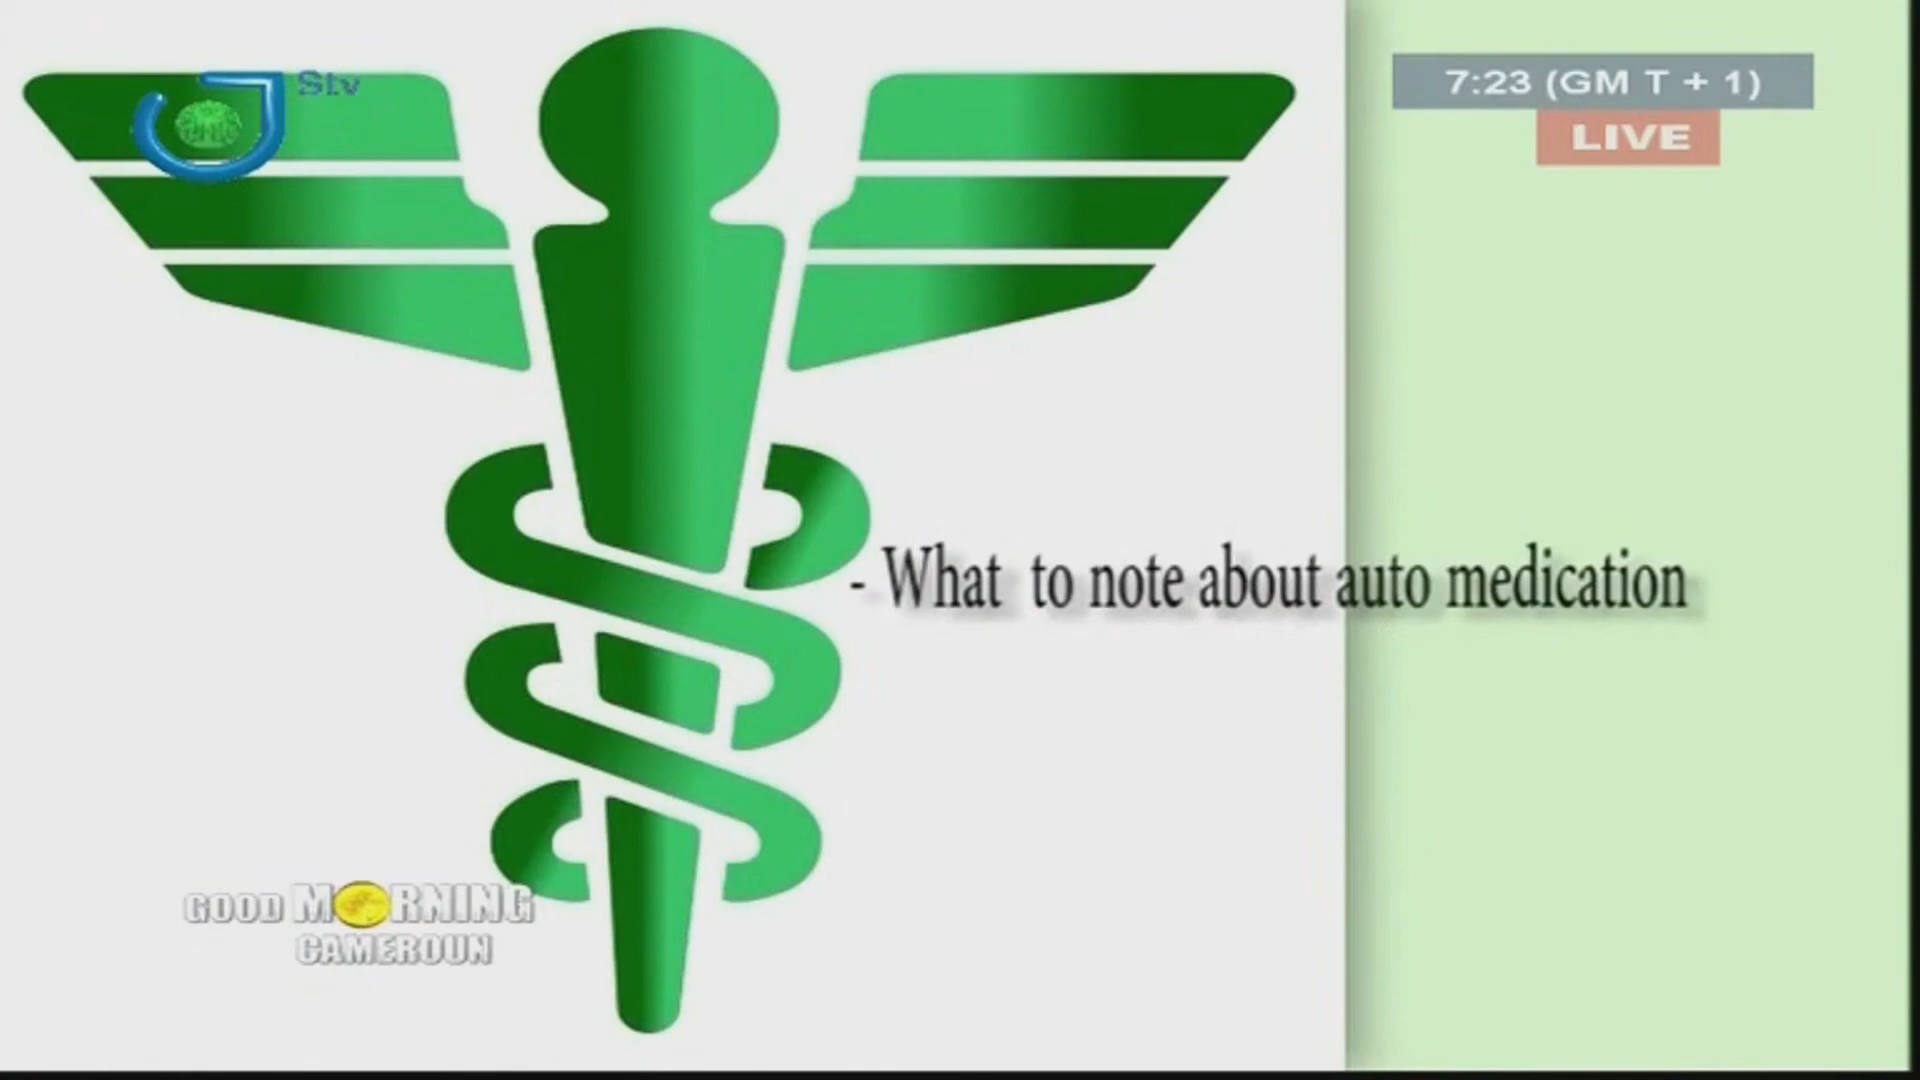 Stv
7:23 (GM T + 1)
LIVE
- What to note about auto medication
GOOD MORNING
CAMEROUN